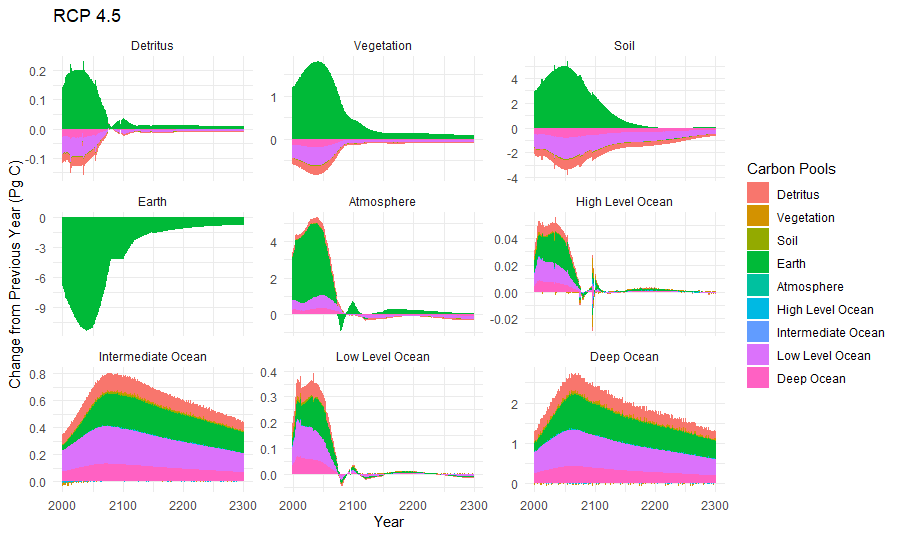 RCP 4.5
Change from Previous Year (Pg C)
Detritus
0.2
0.1
0.0
-0.1
Vegetation
1
0
Soil
4
2
0
-2
-4
Earth
0
-3
-6
-9
Atmosphere
4
2
0
High Level Ocean
0.04
0.02
0.00
-0.02
Intermediate Ocean
0.8
0.6
0.4
0.2
0.0
2000 2100 2200 2300
Low Level Ocean
0.4
0.3
0.2
0.1
0.0
2000 2100 2200 2300
Deep Ocean
2
1
0
2000 2100 2200 2300
Year
Carbon Pools
Detritus
Vegetation
Soil
Earth
Atmosphere
High Level Ocean
Intermediate Ocean
Low Level Ocean
Deep Ocean